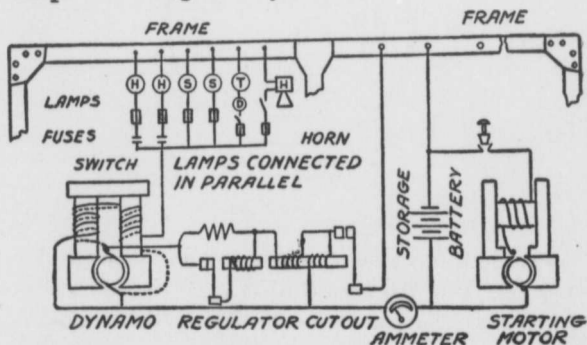 FRAME
FRAME
H H S S T H
D
LAMPS
FUSES
HORN
SWITCH
LAMPS CONNECTED
IN PARALLEL
STORAGE
BATTERY
DYNAMO
REGULATOR
CUTOUT
AMMETER
STARTING
MOTOR